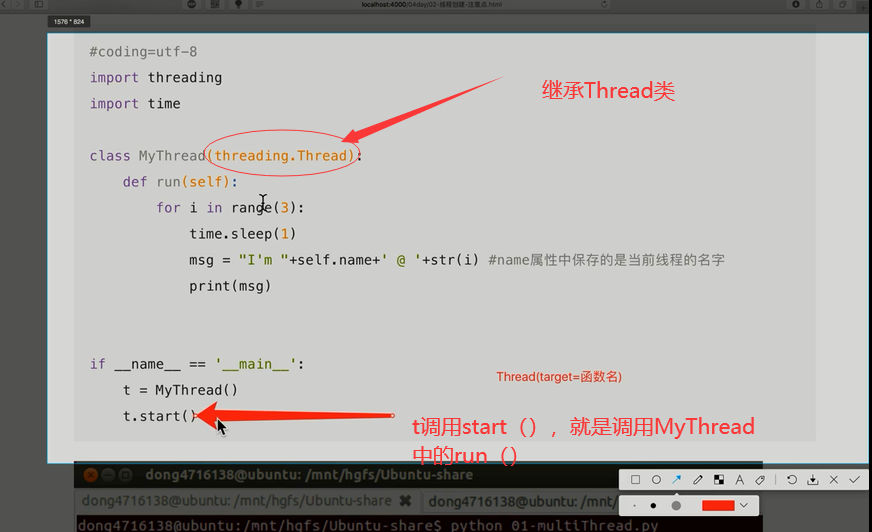 localhost:4000/04day/02-线程创建-注意点.html
1576 * 824
#coding=utf-8
import threading
import time
继承Thread类
class MyThread(threading.Thread):
def run(self):
for i in range(3):
time.sleep(1)
msg = "I'm "+self.name+' @ '+str(i) #name属性中保存的是当前线程的名字
print(msg)
if __name__ == '__main__':
Thread(target=函数名)
t = MyThread()
t.start()
t调用start（），就是调用MyThread
中的run（）
dong4716138@ubuntu: /mnt/hgfs/Ubuntu-share
dong4716138@ubuntu: /mnt/hgfs/Ubuntu-share
dong4716138@ubuntu: /mnt/
dong4716138@ubuntu:/mnt/hgfs/Ubuntu-share$ python 01-multiThread.py